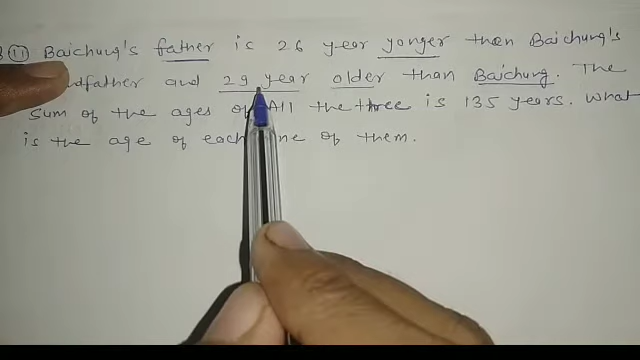 (11) Baichung's father is 26 year yonger then Baichung's
dfather and 29 year older than Baichung. The
Sum of the ages of All the three is 135 years. What
is the age of each one of them.